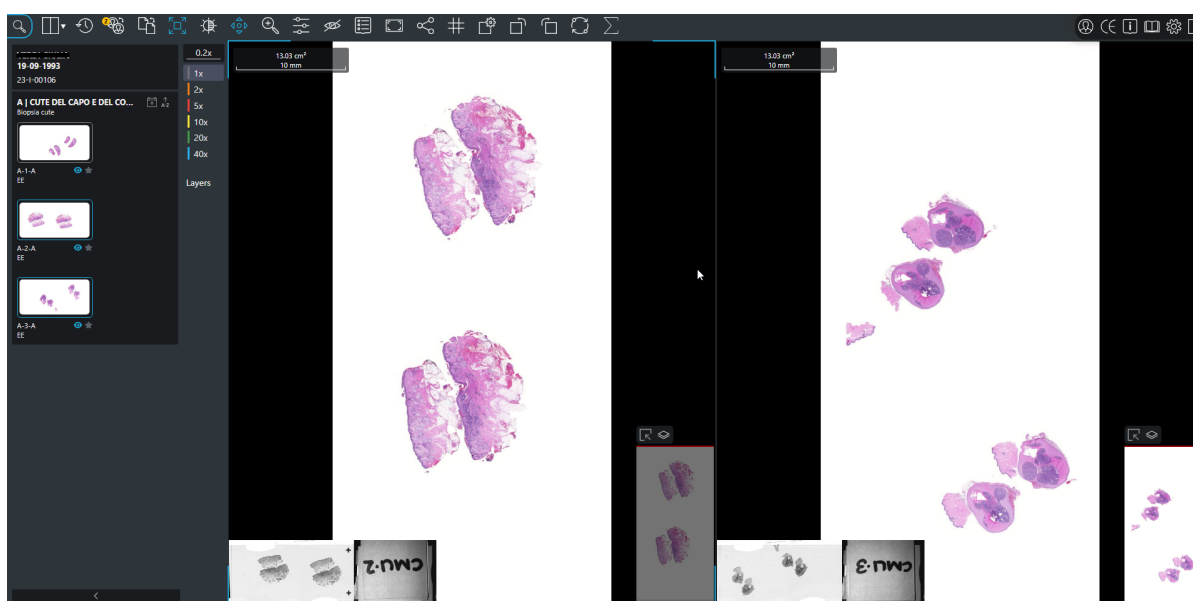 2
CE
19-09-1993
23-I-00106
A | CUTE DEL CAPO E DEL CO...
A-Z
Biopsia cute
A-1-A
EE
A-2-A
EE
A-3-A
EE
0.2x
1x
2x
5x
10x
20x
40x
Layers
13.03 cm²
10 mm
13.03 cm²
10 mm
CMU-2
CMU-3